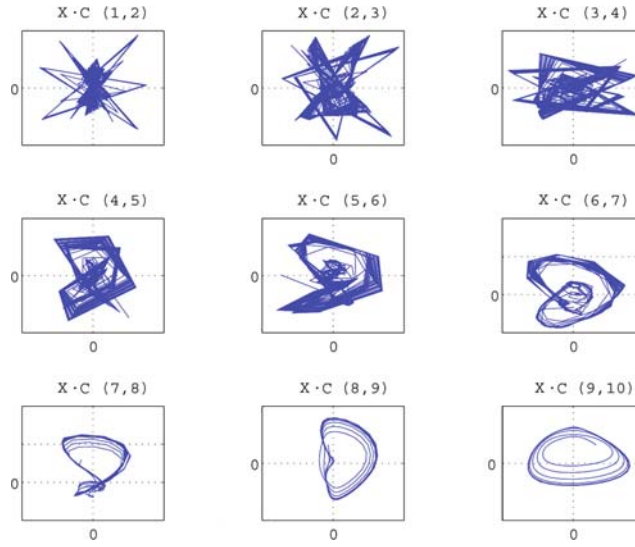 X·C (1,2) X·C (2,3) X·C (3,4)
0 0 0
0 0
X·C (4,5) X·C (5,6) X·C (6,7)
0 0 0
0 0 0
X·C (7,8) X·C (8,9) X·C (9,10)
0
0 0 0
0 0 0